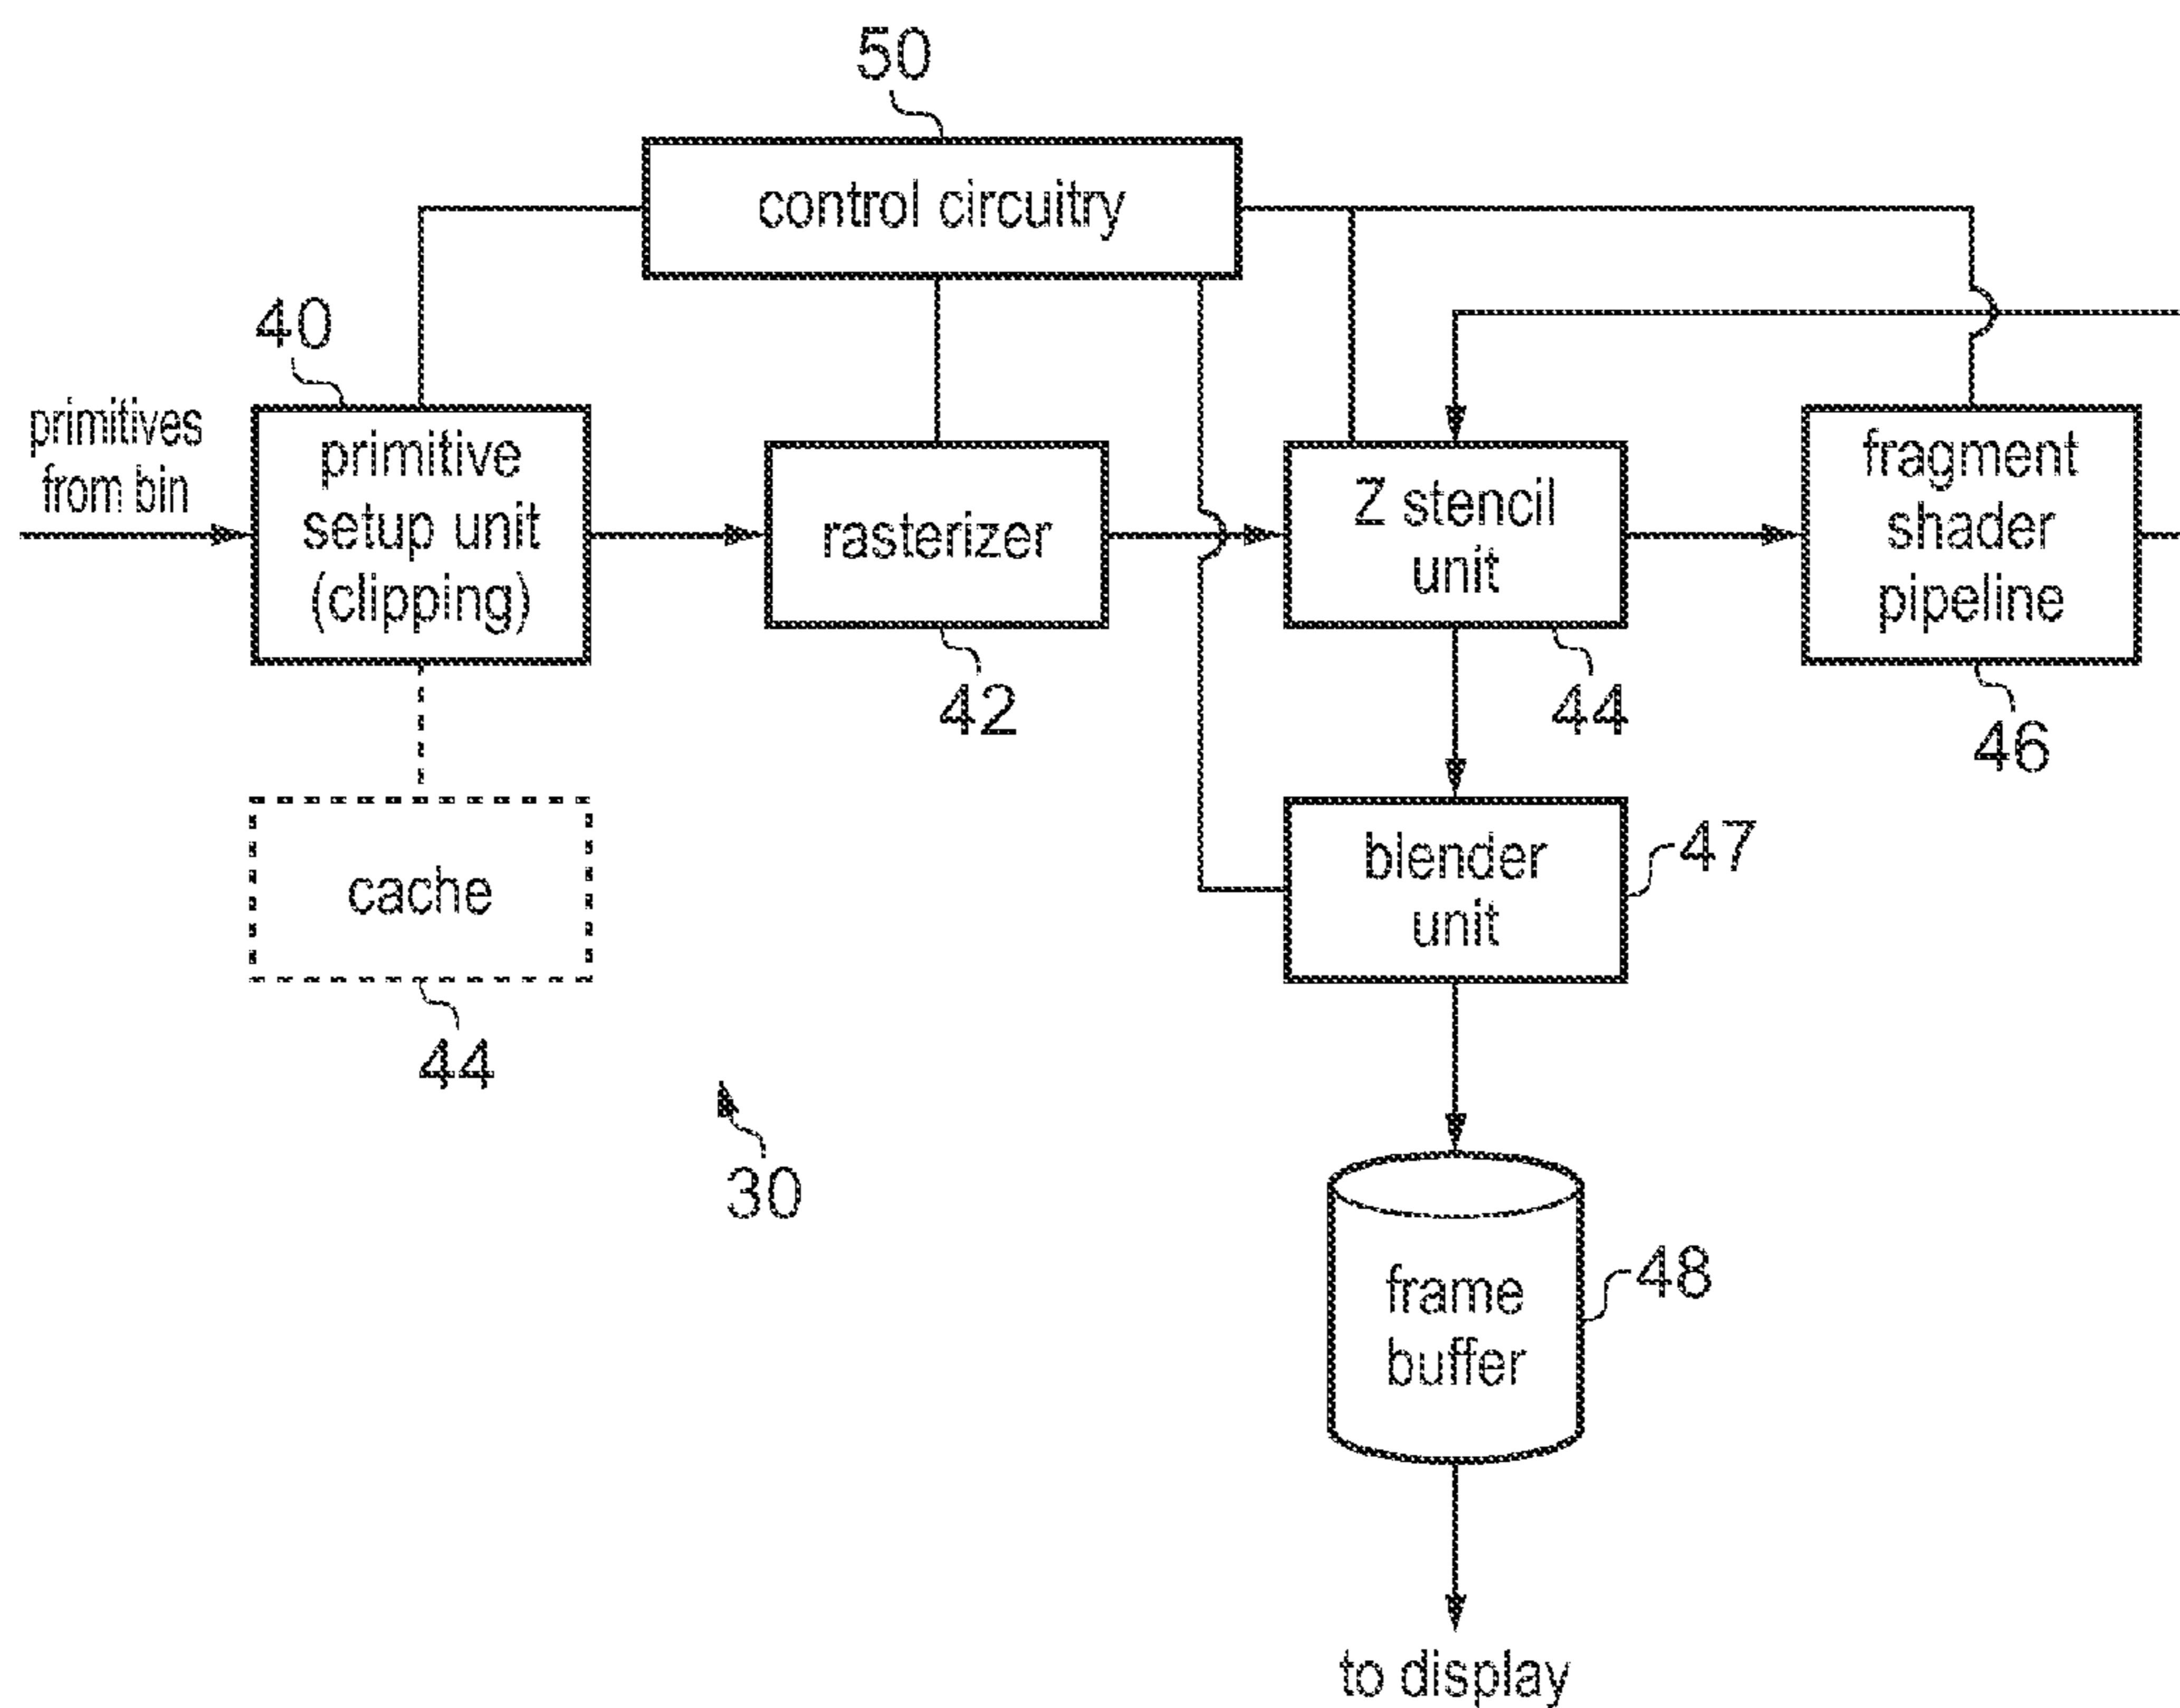 50
control circuitry
40
primitives
from bin
primitive
setup unit
(clipping)
rasterizer
42
Z stencil
unit
44
fragment
shader
pipeline
46
cache
44
blender
unit
47
30
frame
buffer
48
to display